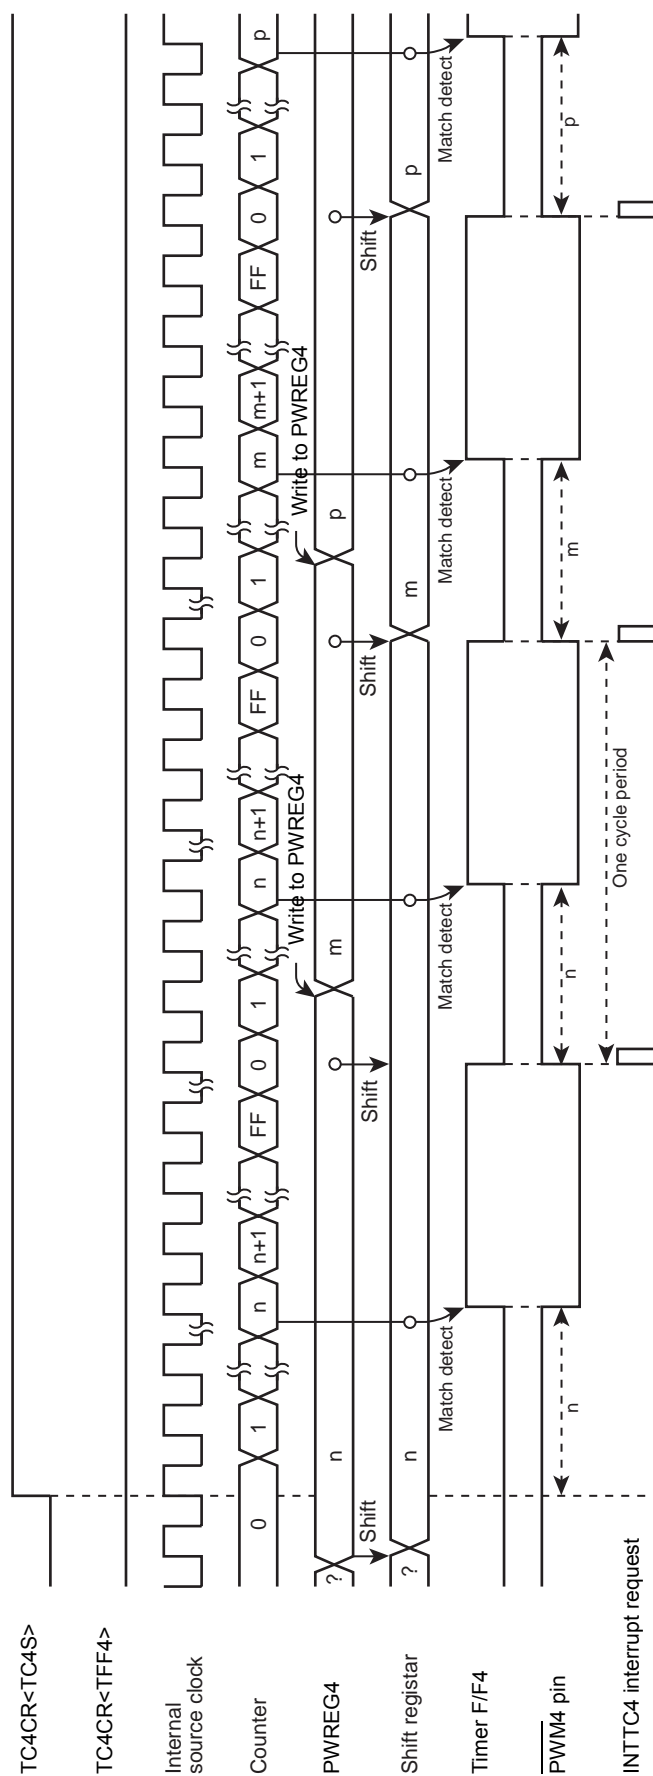 TC4CR<TC4S>
TC4CR<TFF4>
Internal
source clock
Counter 0 1 n n+1 FF 0 1 n n+1 FF 0 1 m m+1 FF 0 1 p
Write to PWREG4 Write to PWREG4
PWREG4 ? n m p
Shift Shift Shift Shift
Shift registar ? n m p
Match detect Match detect Match detect Match detect
Timer F/F4
PWM4 pin n n m p
One cycle period
INTTC4 interrupt request